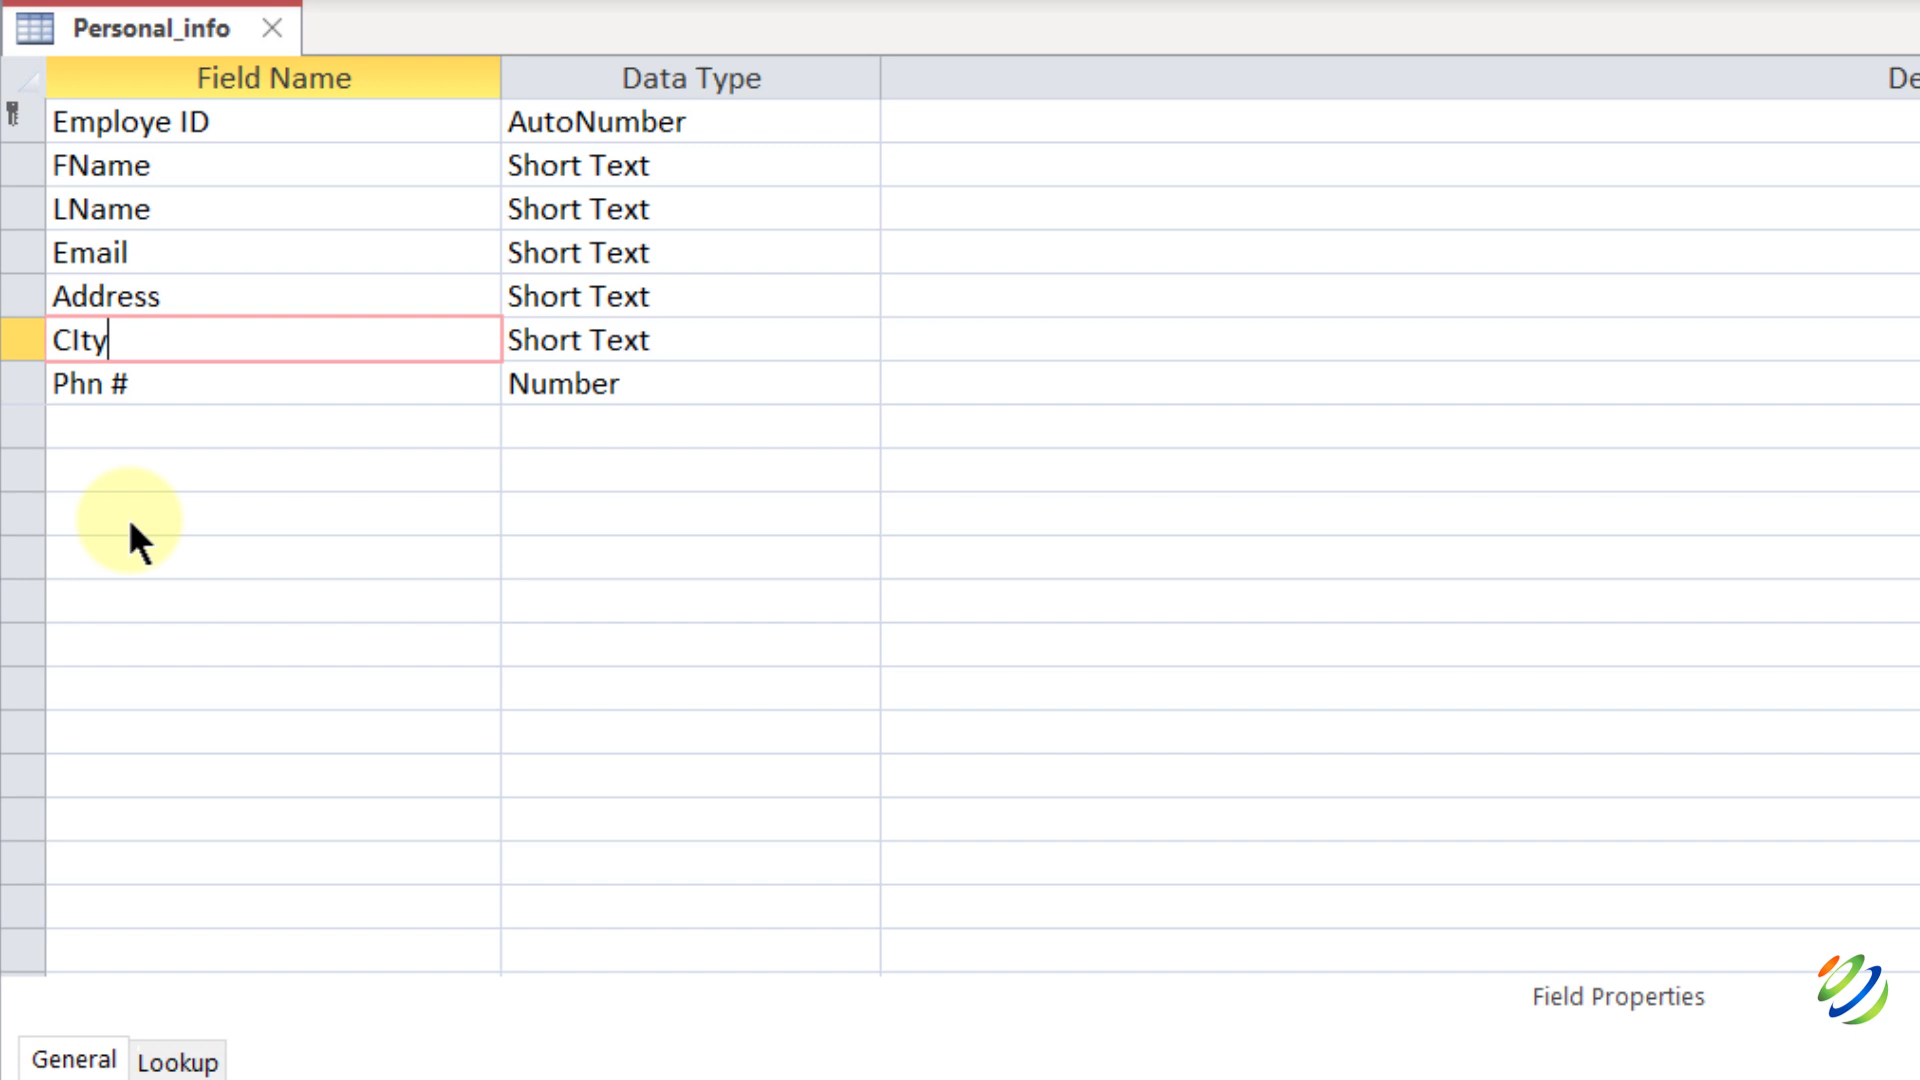 Personal_info
Field Name Data Type De
Employe ID AutoNumber
FName Short Text
LName Short Text
Email Short Text
Address Short Text
CIty Short Text
Phn # Number
Field Properties
General Lookup